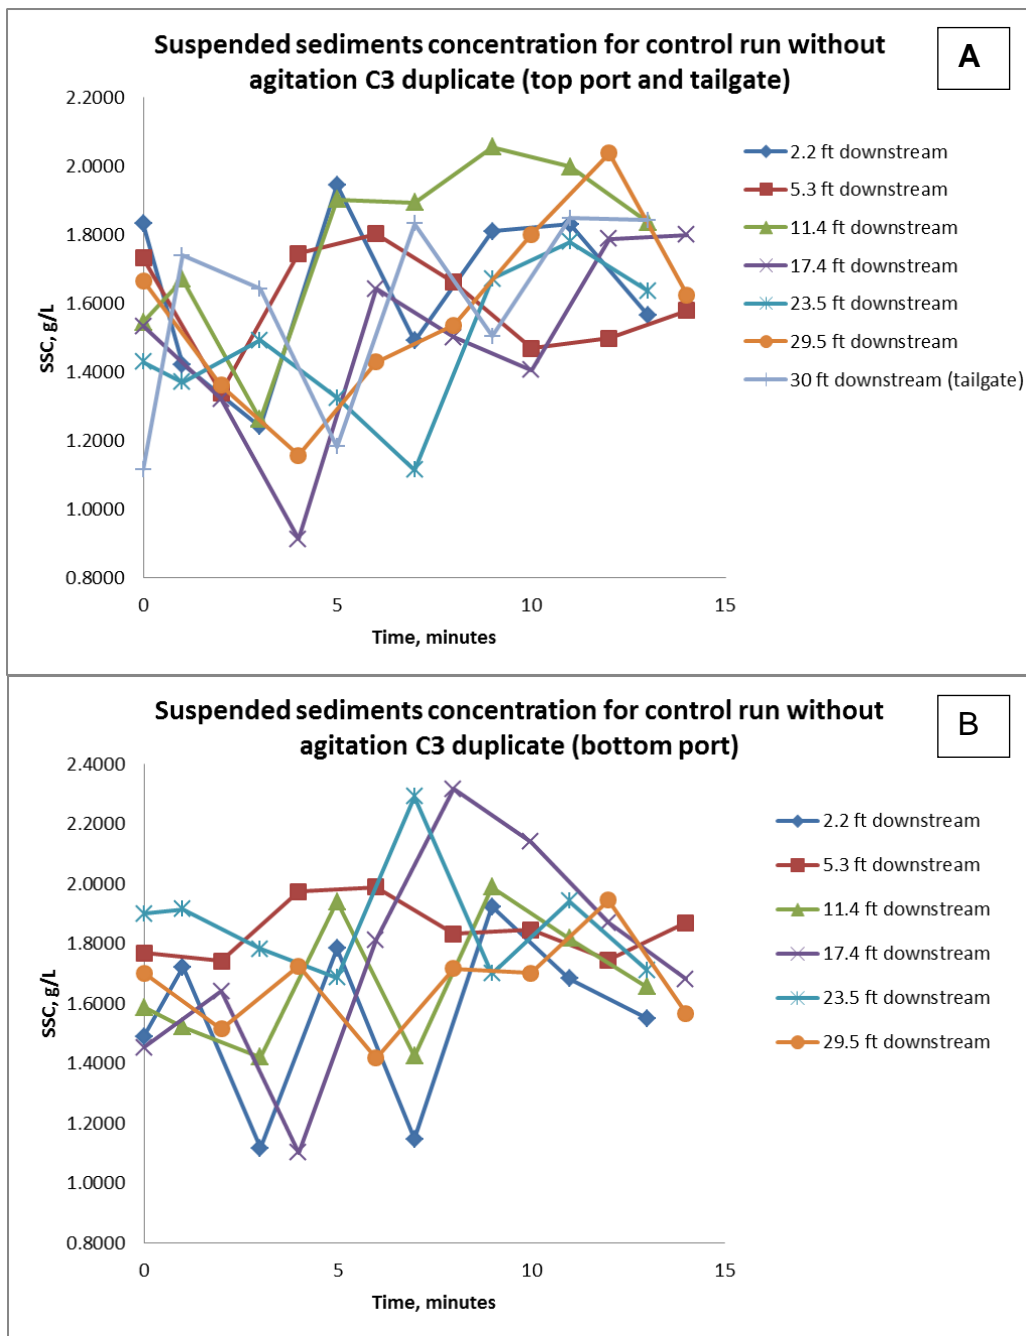 Suspended sediments concentration for control run without
agitation C3 duplicate (top port and tailgate)
A
2.2000
2.0000
1.8000
1.6000
1.4000
1.2000
1.0000
0.8000
SSC, g/L
0
5
10
15
Time, minutes
2.2 ft downstream
5.3 ft downstream
11.4 ft downstream
17.4 ft downstream
23.5 ft downstream
29.5 ft downstream
30 ft downstream (tailgate)
Suspended sediments concentration for control run without
agitation C3 duplicate (bottom port)
B
2.4000
2.2000
2.0000
1.8000
1.6000
1.4000
1.2000
1.0000
0.8000
SSC, g/L
0
5
10
15
Time, minutes
2.2 ft downstream
5.3 ft downstream
11.4 ft downstream
17.4 ft downstream
23.5 ft downstream
29.5 ft downstream